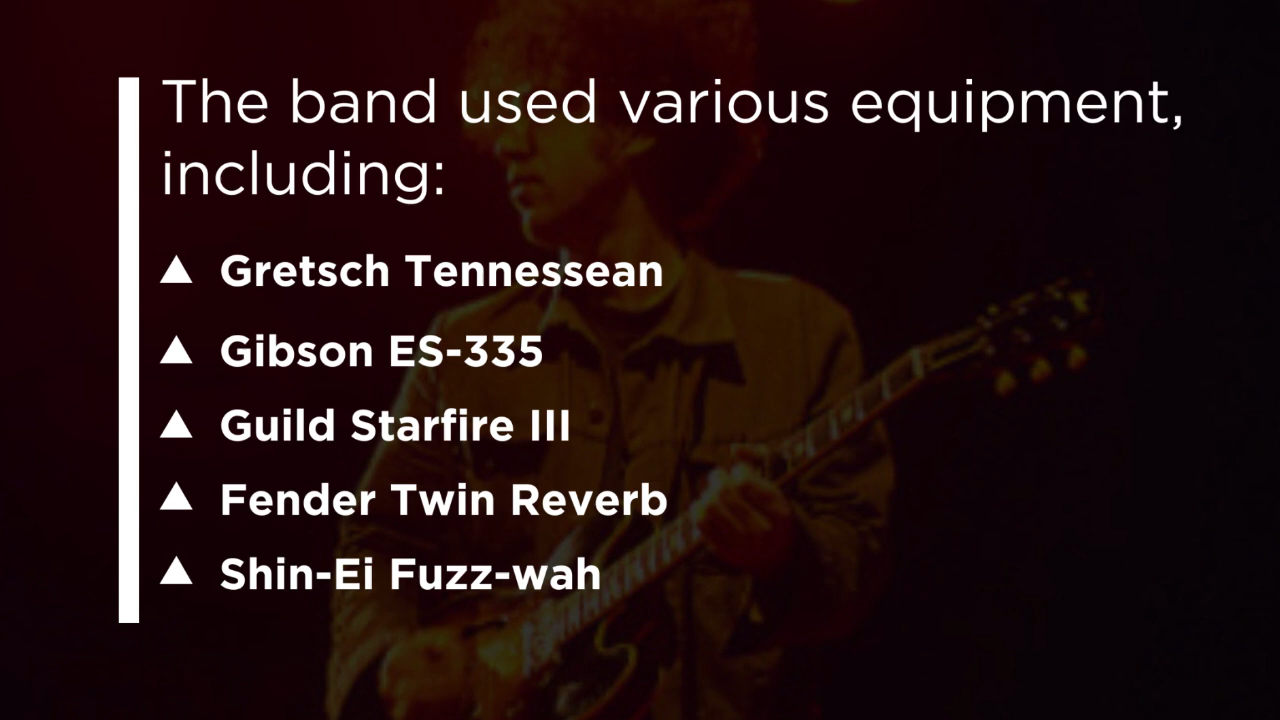 The band used various equipment,
including:
▲ Gretsch Tennessean
▲ Gibson ES-335
▲ Guild Starfire III
▲ Fender Twin Reverb
▲ Shin-Ei Fuzz-wah